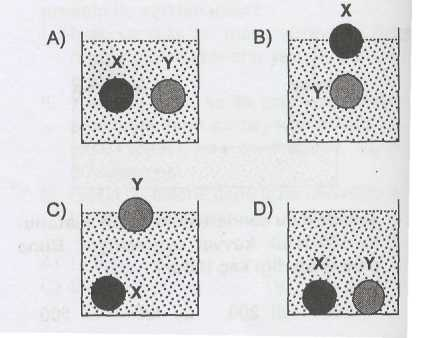 A) X Y
B) X
Y
C) Y
X
D) X Y